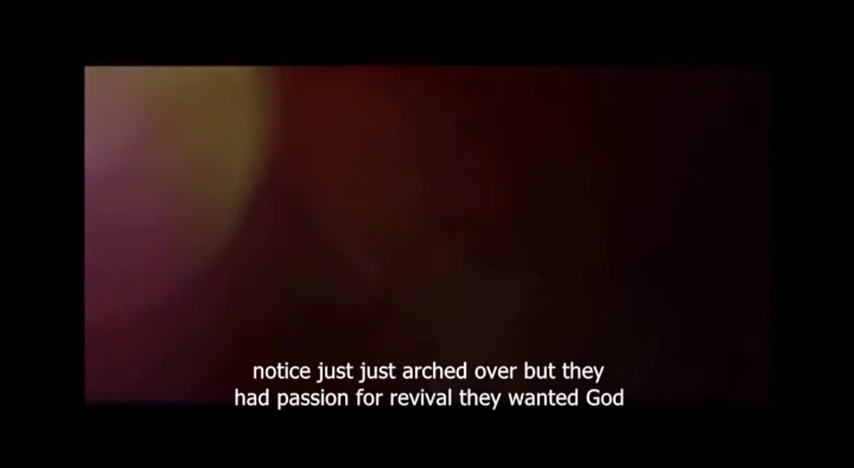 notice just just arched over but they
had passion for revival they wanted God